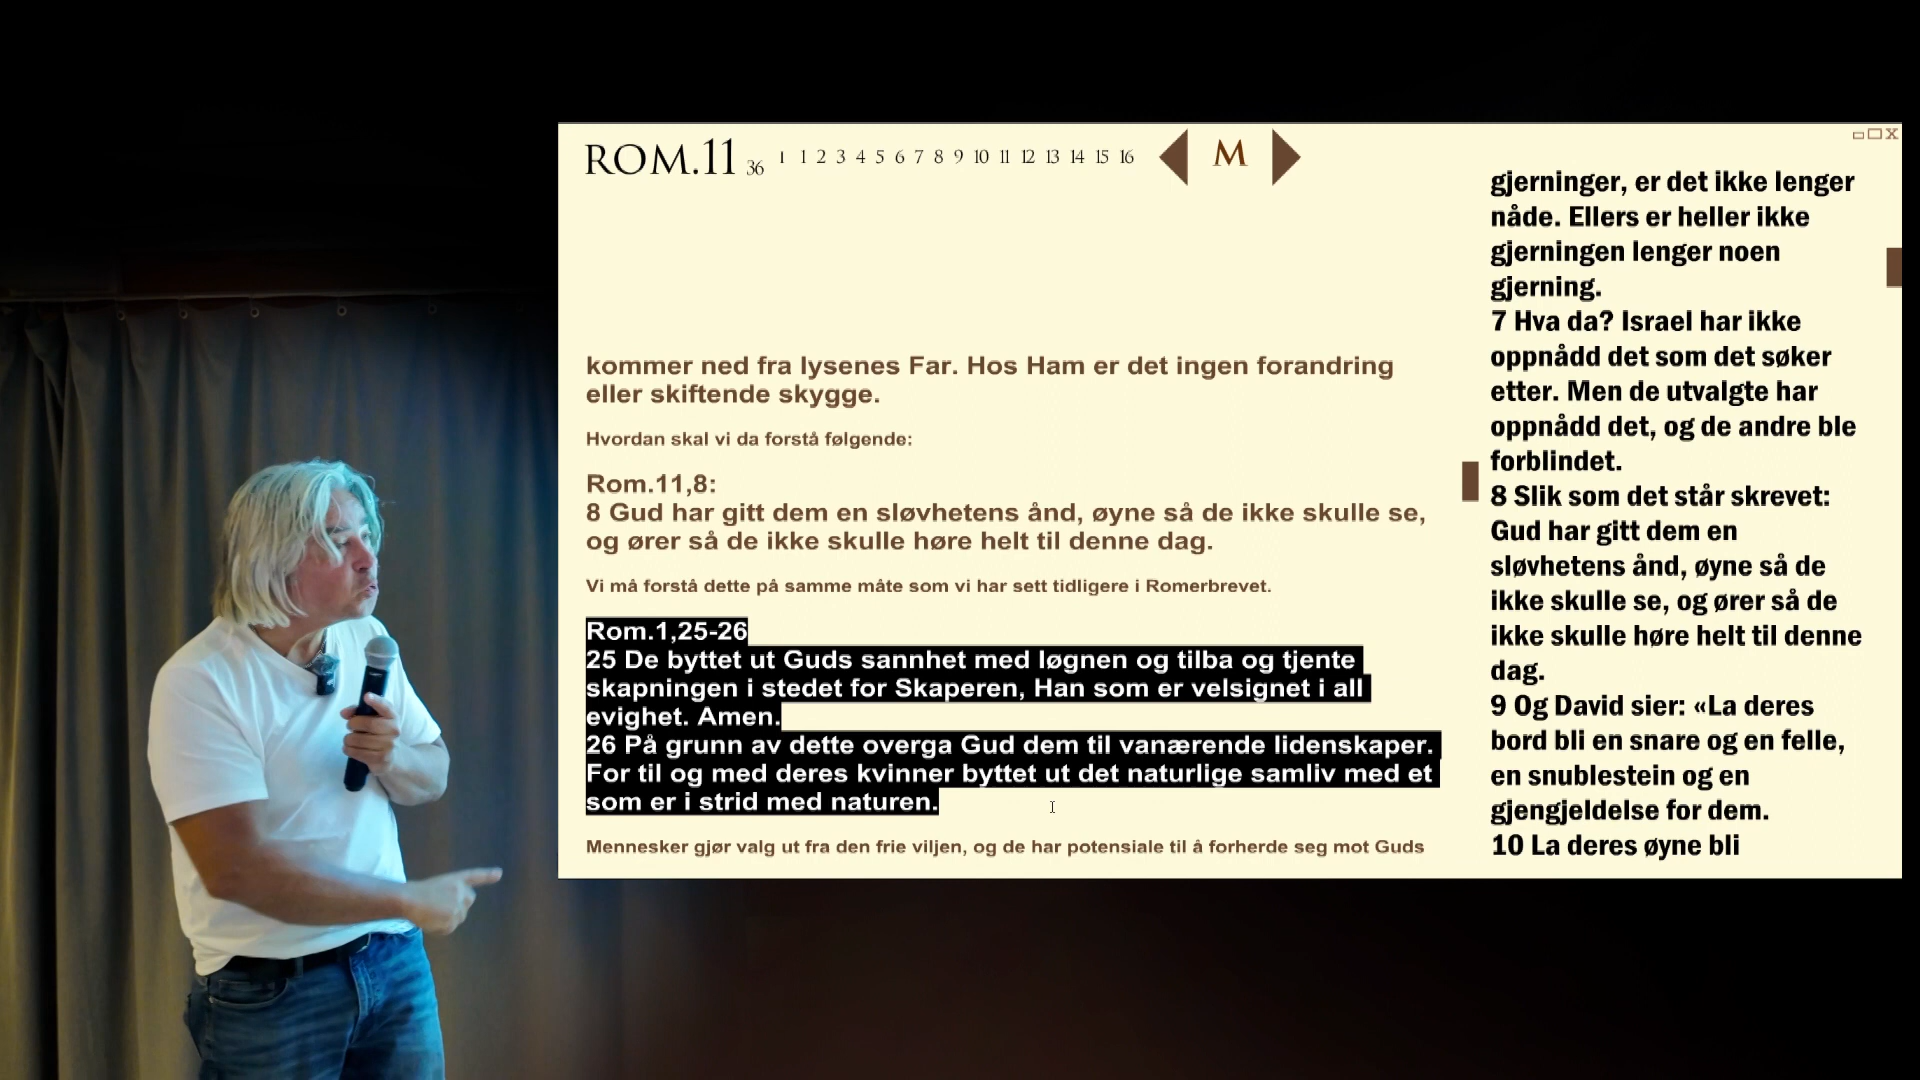 ROM.11 36 1 1 2 3 4 5 6 7 8 9 10 11 12 13 14 15 16 M
kommer ned fra lysenes Far. Hos Ham er det ingen forandring
eller skiftende skygge.
Hvordan skal vi da forstå følgende:
Rom.11,8:
8 Gud har gitt dem en sløvhetens ånd, øyne så de ikke skulle se,
og ører så de ikke skulle høre helt til denne dag.
Vi må forstå dette på samme måte som vi har sett tidligere i Romerbrevet.
Rom.1,25-26
25 De byttet ut Guds sannhet med løgnen og tilba og tjente
skapningen i stedet for Skaperen, Han som er velsignet i all
evighet. Amen.
26 På grunn av dette overga Gud dem til vanærende lidenskaper.
For til og med deres kvinner byttet ut det naturlige samliv med et
som er i strid med naturen.
Mennesker gjør valg ut fra den frie viljen, og de har potensiale til å forherde seg mot Guds
gjerninger, er det ikke lenger
nåde. Ellers er heller ikke
gjerningen lenger noen
gjerning.
7 Hva da? Israel har ikke
oppnådd det som det søker
etter. Men de utvalgte har
oppnådd det, og de andre ble
forblindet.
8 Slik som det står skrevet:
Gud har gitt dem en
sløvhetens ånd, øyne så de
ikke skulle se, og ører så de
ikke skulle høre helt til denne
dag.
9 Og David sier: «La deres
bord bli en snare og en felle,
en snublestein og en
gjengjeldelse for dem.
10 La deres øyne bli